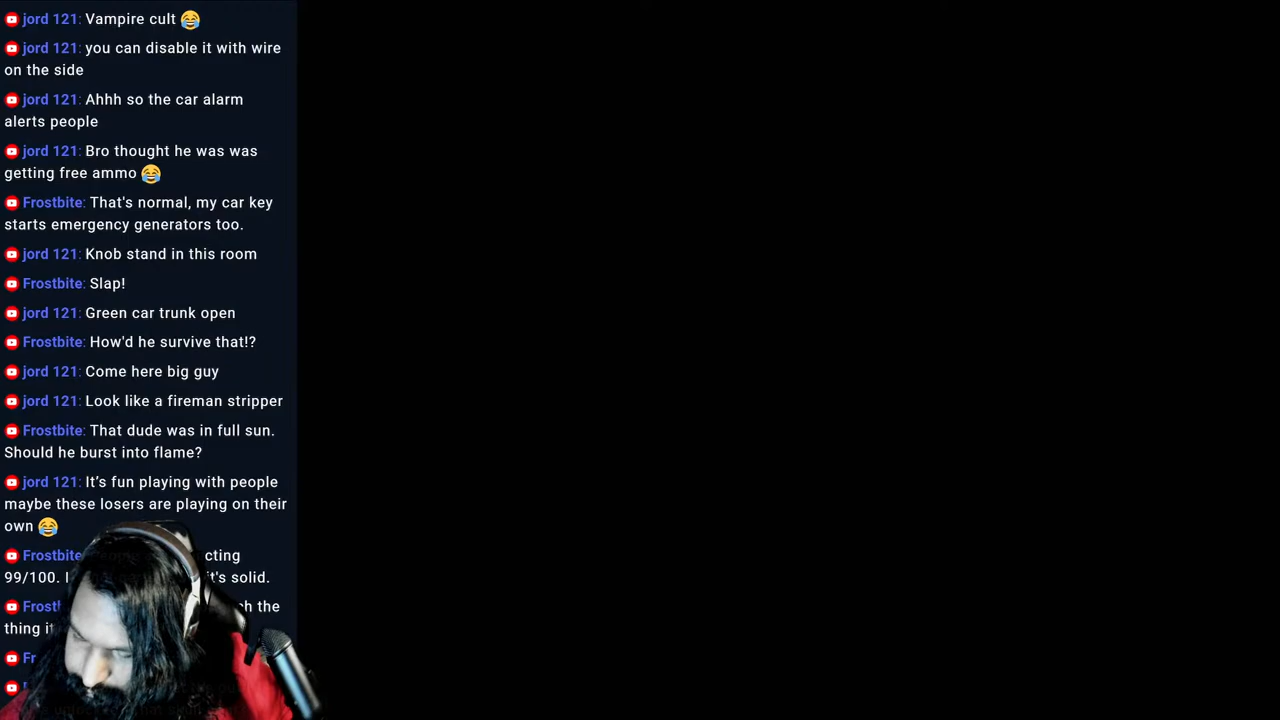 jord 121: Vampire cult 😂
jord 121: you can disable it with wire
on the side
jord 121: Ahhh so the car alarm
alerts people
jord 121: Bro thought he was was
getting free ammo 😂
Frostbite: That's normal, my car key
starts emergency generators too.
jord 121: Knob stand in this room
Frostbite: Slap!
jord 121: Green car trunk open
Frostbite: How'd he survive that!?
jord 121: Come here big guy
jord 121: Look like a fireman stripper
Frostbite: That dude was in full sun.
Should he burst into flame?
jord 121: It’s fun playing with people
maybe these losers are playing on their
own 😂
Frostbite
99/100. it's solid.
the
thing